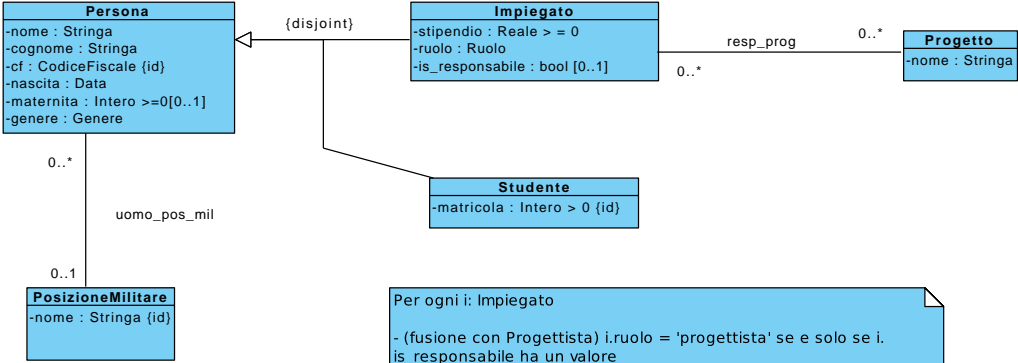 Persona
-nome : Stringa
-cognome : Stringa
-cf : CodiceFiscale {id}
-nascita : Data
-maternita : Intero >=0[0..1]
-genere : Genere
{disjoint}
Impiegato
-stipendio : Reale > = 0
-ruolo : Ruolo
-is_responsabile : bool [0..1]
resp_prog
0..*
0..*
Progetto
-nome : Stringa
0..*
uomo_pos_mil
0..1
Studente
-matricola : Intero > 0 {id}
PosizioneMilitare
-nome : Stringa {id}
Per ogni i: Impiegato
- (fusione con Progettista) i.ruolo = 'progettista' se e solo se i.
is_responsabile ha un valore